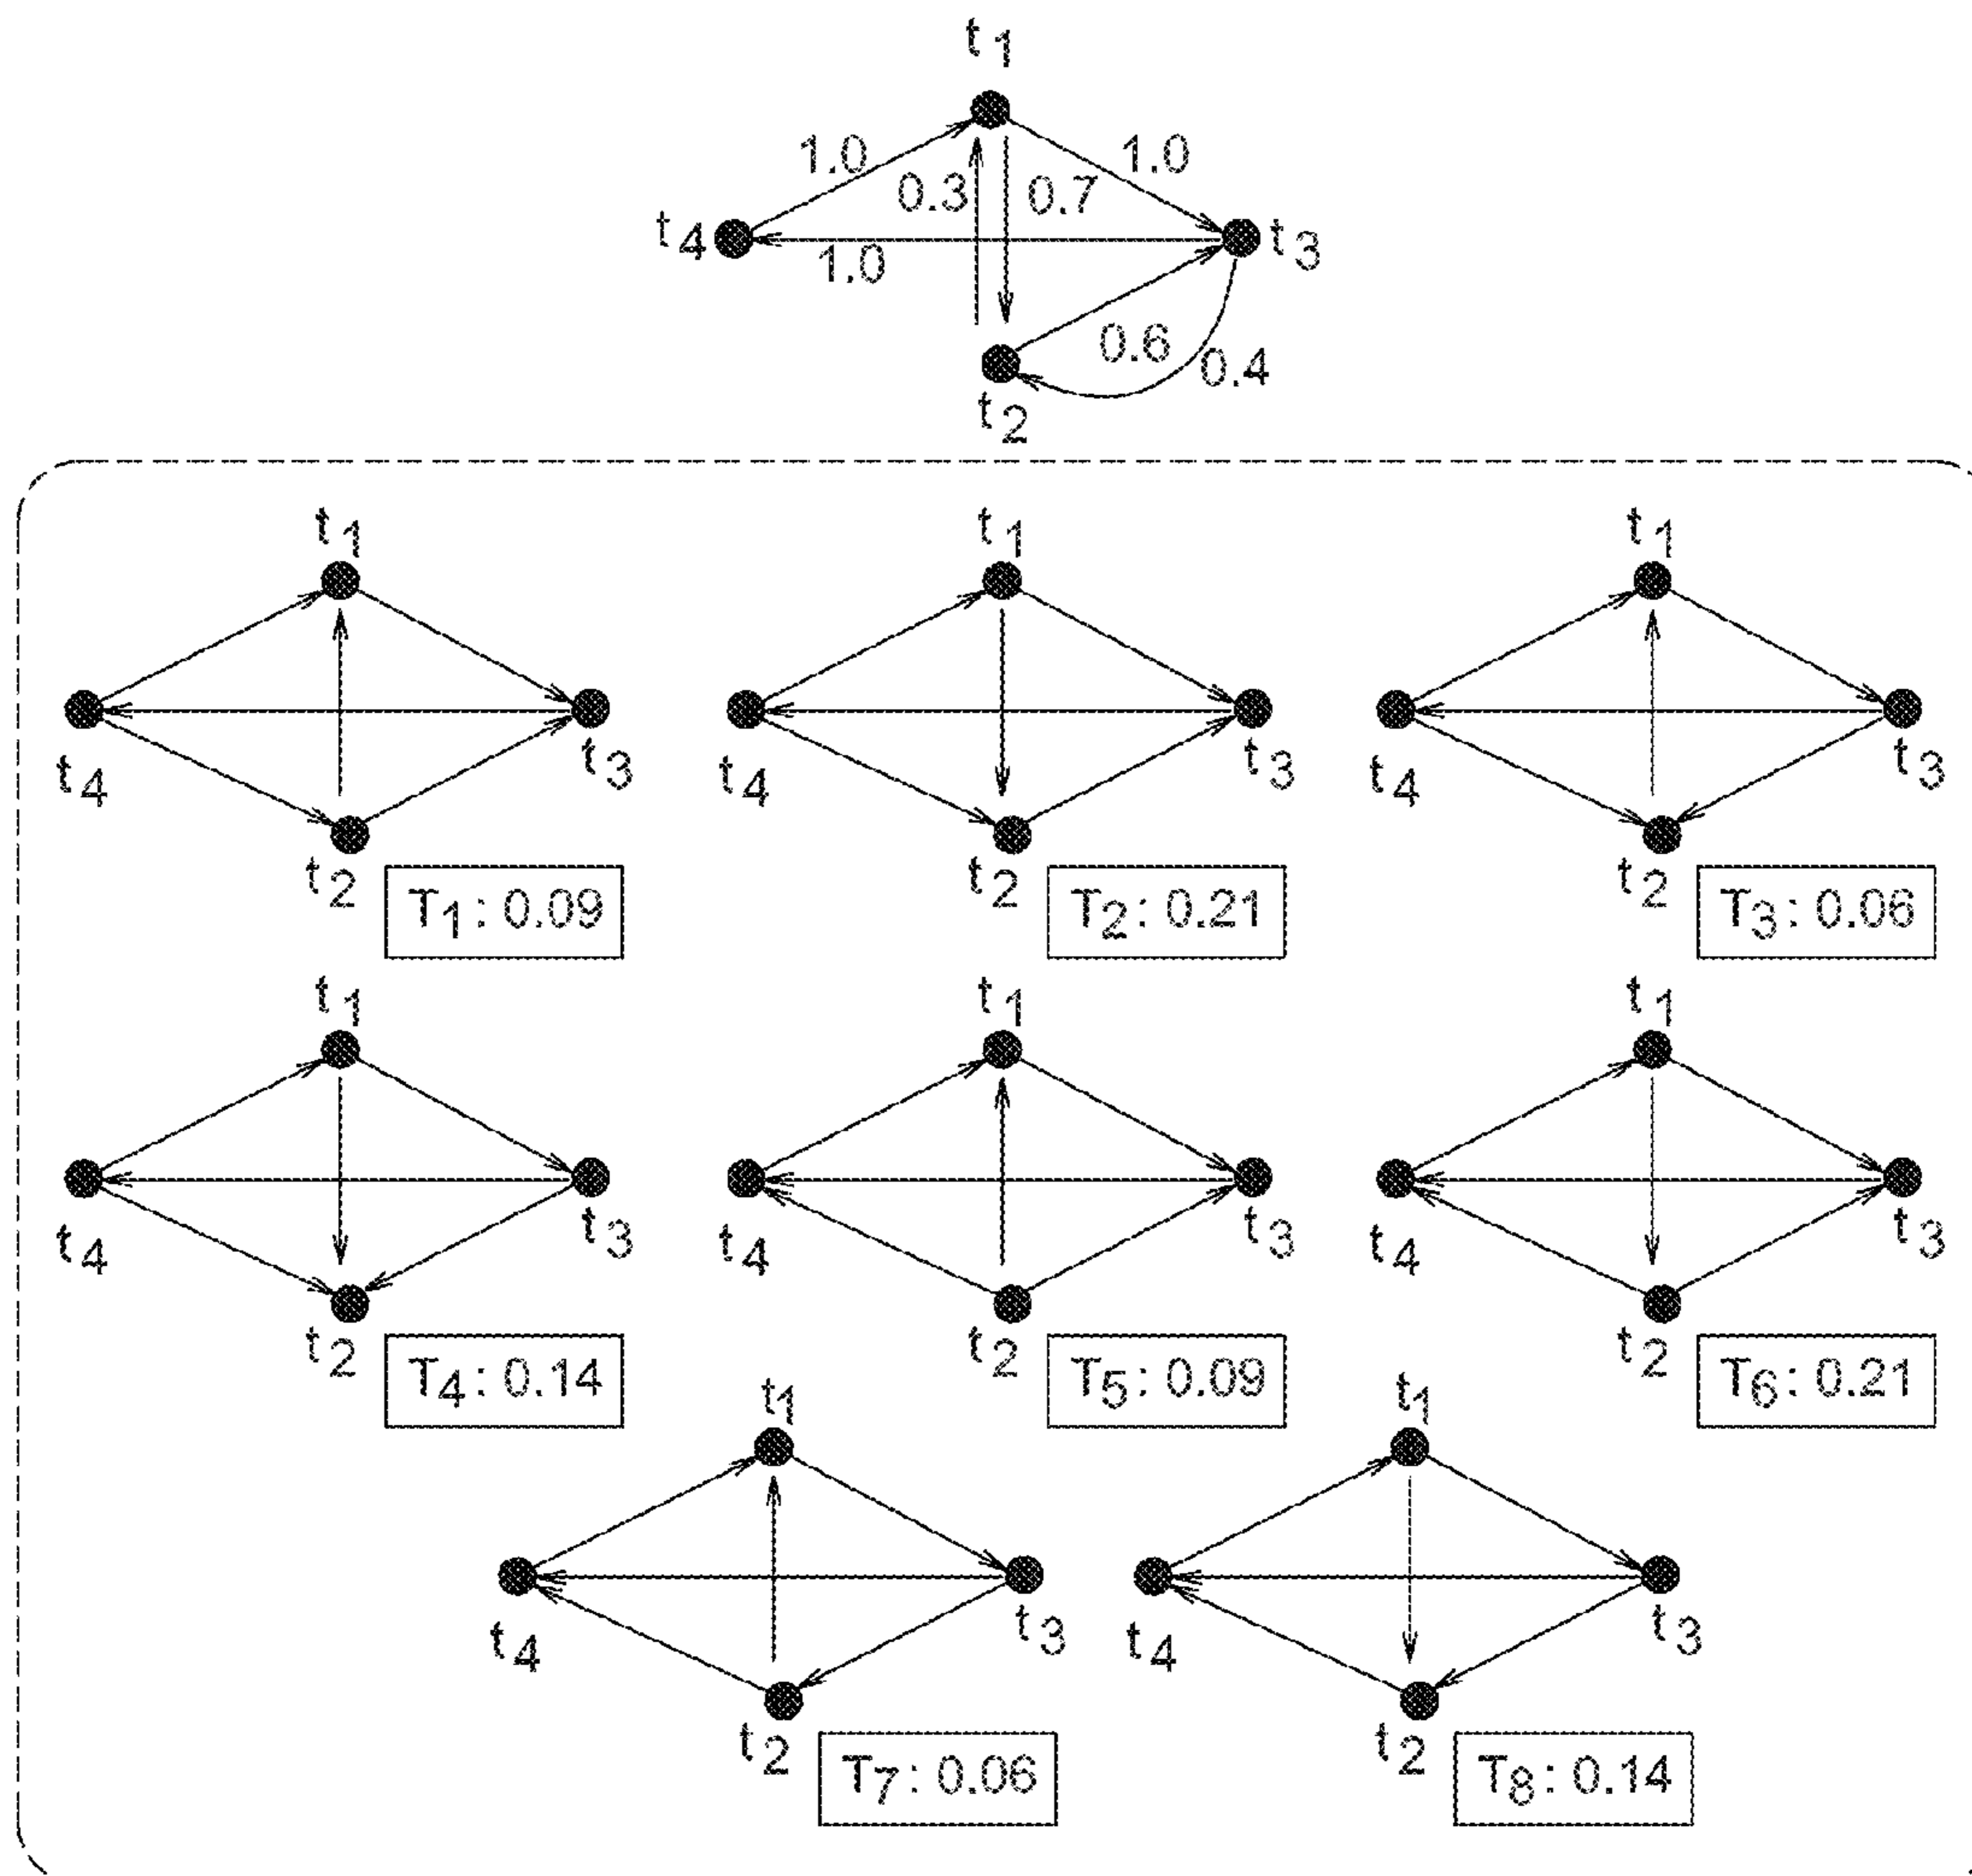 t1
1.0 1.0
0.3 0.7
t4 t3
1.0
0.6 0.4
t2
t1 t1 t1
t4 t3 t4 t3 t4 t3
t2 t2 t2
T1: 0.09 T2: 0.21 T3: 0.06
t1 t1 t1
t4 t3 t4 t3 t4 t3
t2 t2 t2
T4: 0.14 T5: 0.09 T6: 0.21
t1 t1
t4 t3 t4 t3
t2 t2
T7: 0.06 T8: 0.14